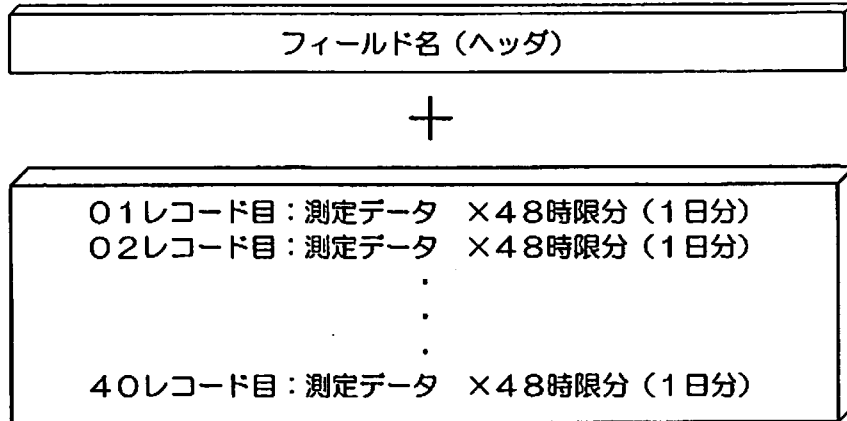 フィールド名（ヘッダ）
＋
０１レコード目：測定データ　×４８時限分（１日分）
０２レコード目：測定データ　×４８時限分（１日分）
・
・
・
４０レコード目：測定データ　×４８時限分（１日分）